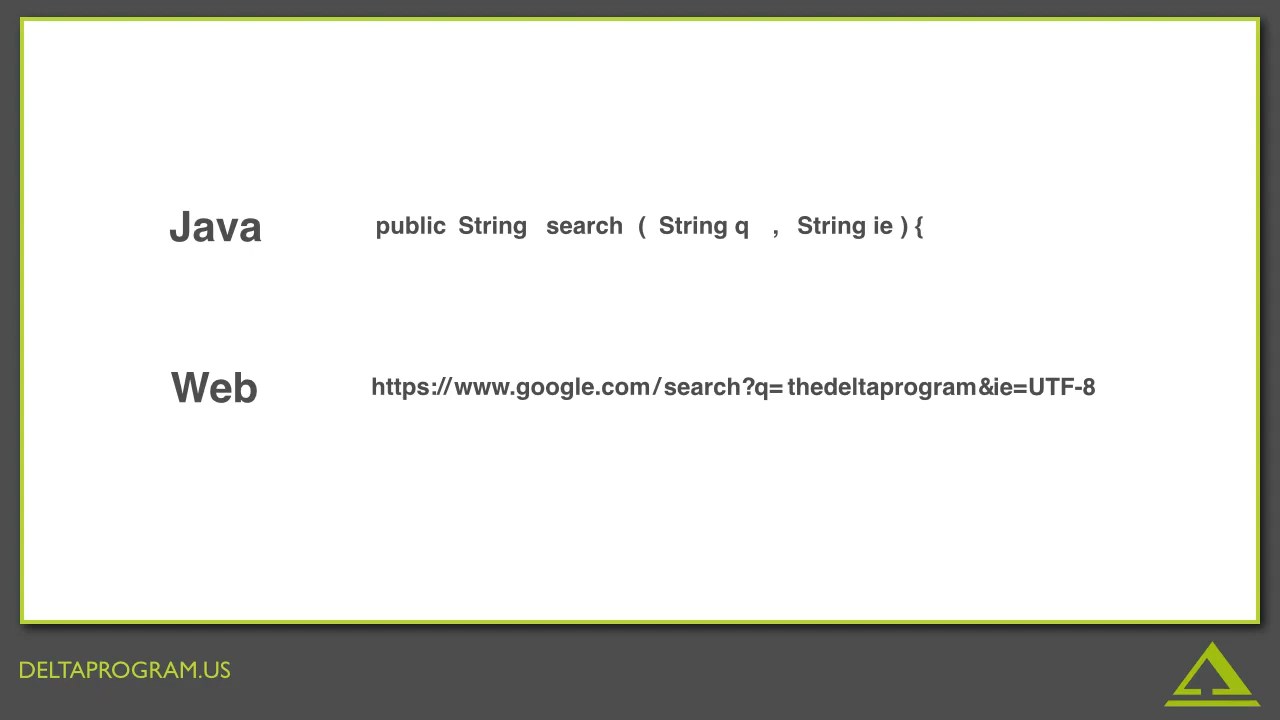 Java public String search ( String q , String ie ) {
Web https://www.google.com/search?q=thedeltaprogram&ie=UTF-8
DELTAPROGRAM.US